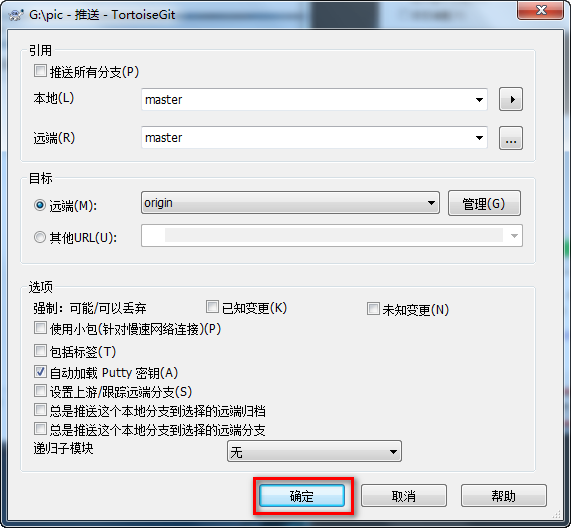 G:\pic - 推送 - TortoiseGit
引用
推送所有分支(P)
本地(L)
master
远端(R)
master
...
目标
远端(M):
origin
管理(G)
其他URL(U):
选项
强制：可能/可以丢弃
已知变更(K)
未知变更(N)
使用小包(针对慢速网络连接)(P)
包括标签(T)
自动加载 Putty 密钥(A)
设置上游/跟踪远端分支(S)
总是推送这个本地分支到选择的远端归档
总是推送这个本地分支到选择的远端分支
递归子模块
无
确定
取消
帮助